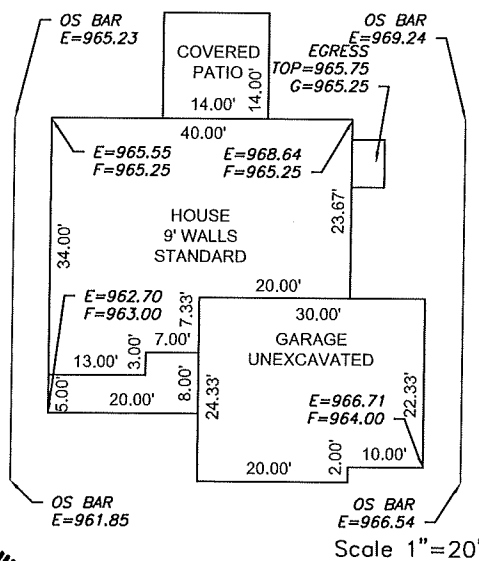 OS BAR
E=965.23
OS BAR
E=969.24
COVERED
PATIO
14.00'
14.00'
EGRESS
TOP=965.75
G=965.25
40.00'
E=965.55
F=965.25
E=968.64
F=965.25
HOUSE
9' WALLS
STANDARD
34.00'
23.67'
E=962.70
F=963.00
7.33'
20.00'
30.00'
GARAGE
UNEXCAVATED
13.00'
3.00'
7.00'
5.00'
20.00'
8.00'
24.33'
E=966.71
F=964.00
22.33'
20.00'
2.00'
10.00'
OS BAR
E=961.85
OS BAR
E=966.54
Scale 1"=20'